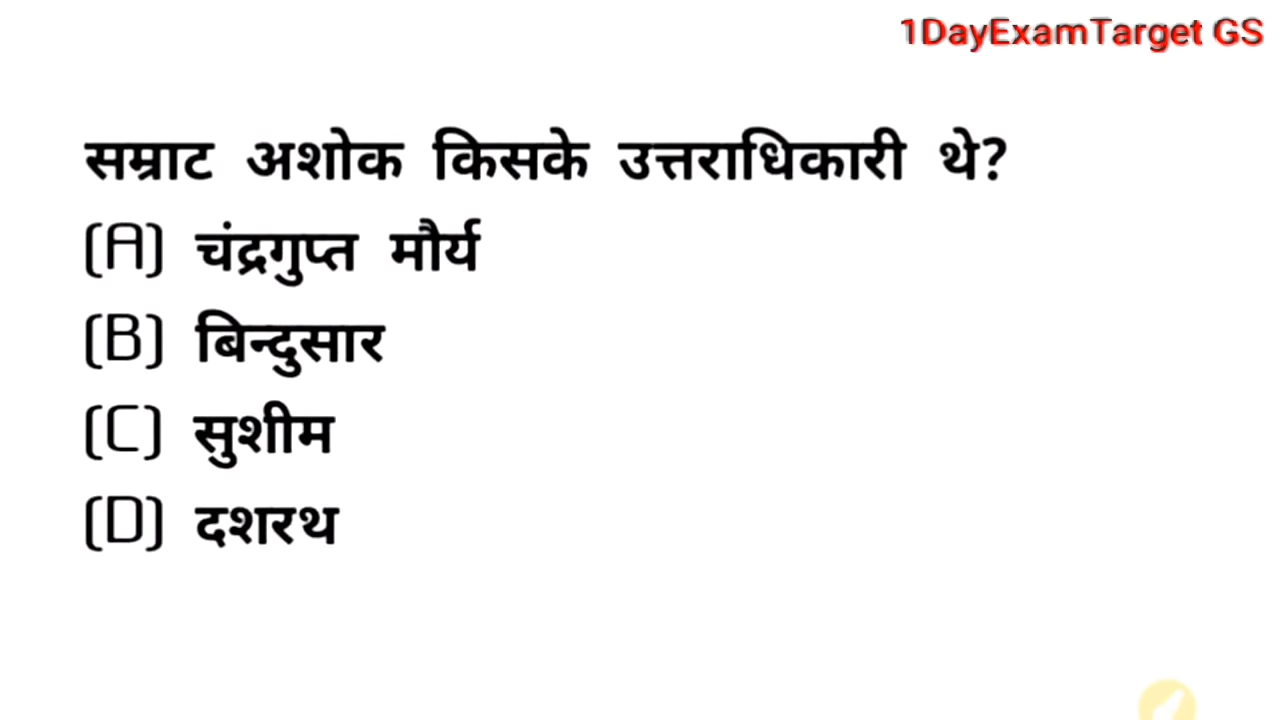 1DayExamTarget GS
सम्राट अशोक किसके उत्तराधिकारी थे?
(A) चंद्रगुप्त मौर्य
(B) बिन्दुसार
(C) सुशीम
(D) दशरथ